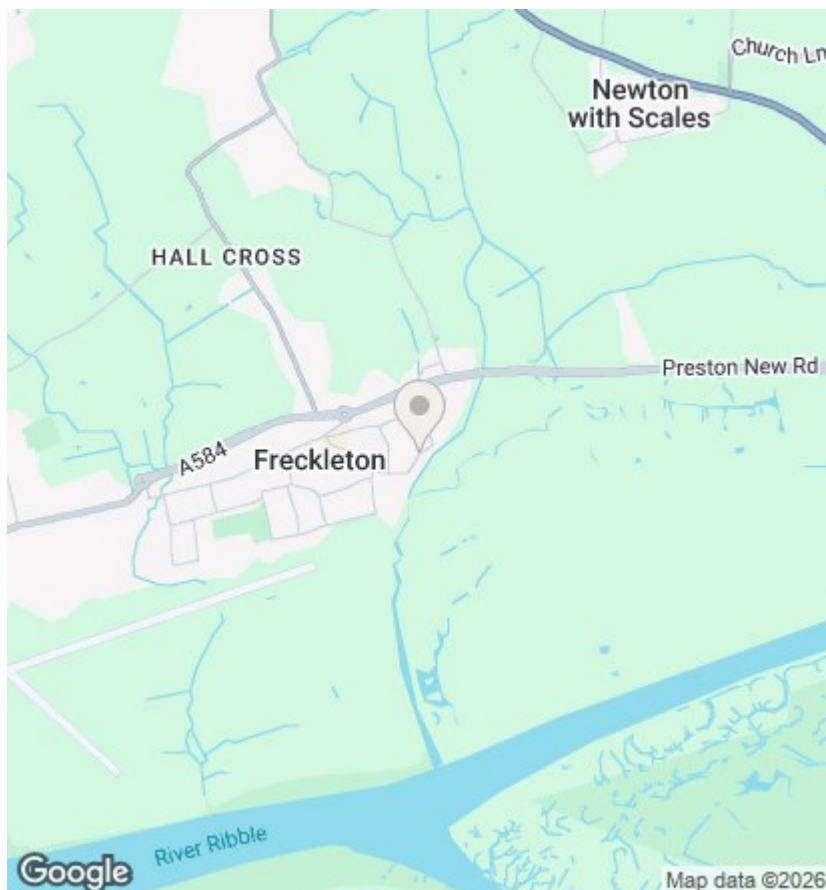 Church Ln
Newton
with Scales
HALL CROSS
Preston New Rd
A584
Freckleton
River Ribble
Google
Map data ©2026